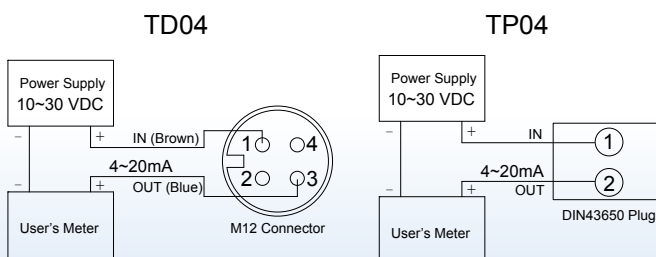 TD04
Power Supply
10~30 VDC
- +
IN (Brown)
4~20mA
OUT (Blue)
- +
User's Meter
1 4
2 3
M12 Connector
TP04
Power Supply
10~30 VDC
- +
IN
4~20mA
OUT
- +
User's Meter
1
2
DIN43650 Plug